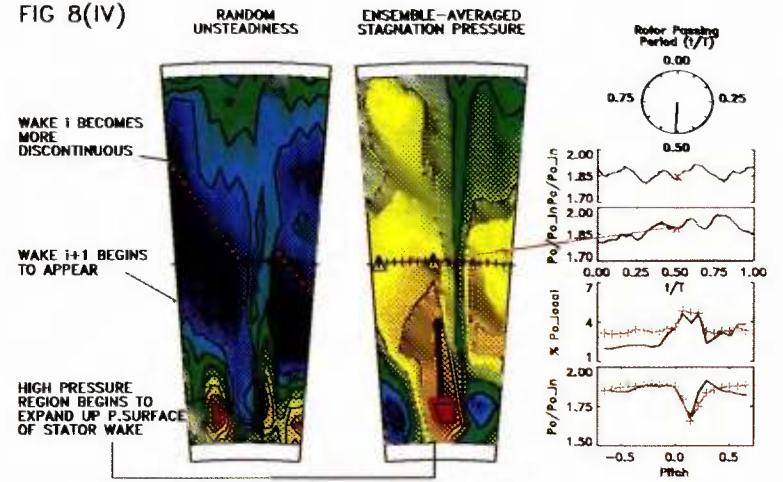 FIG 8(IV)
RANDOM
UNSTEADINESS
ENSEMBLE-AVERAGED
STAGNATION PRESSURE
WAKE i BECOMES
MORE
DISCONTINUOUS
WAKE i+1 BEGINS
TO APPEAR
HIGH PRESSURE
REGION BEGINS TO
EXPAND UP P.SURFACE
OF STATOR WAKE
Rotor Passing
Period (t/T)
0.00
0.75
0.25
0.50
Po/Po_in
2.00
1.85
1.70
Po/Po_in
2.00
1.85
1.70
0.00 0.25 0.50 0.75 1.00
t/T
% Po_local
7
4
1
Po/Po_in
2.00
1.75
1.50
-0.5 0.0 0.5
Pitch